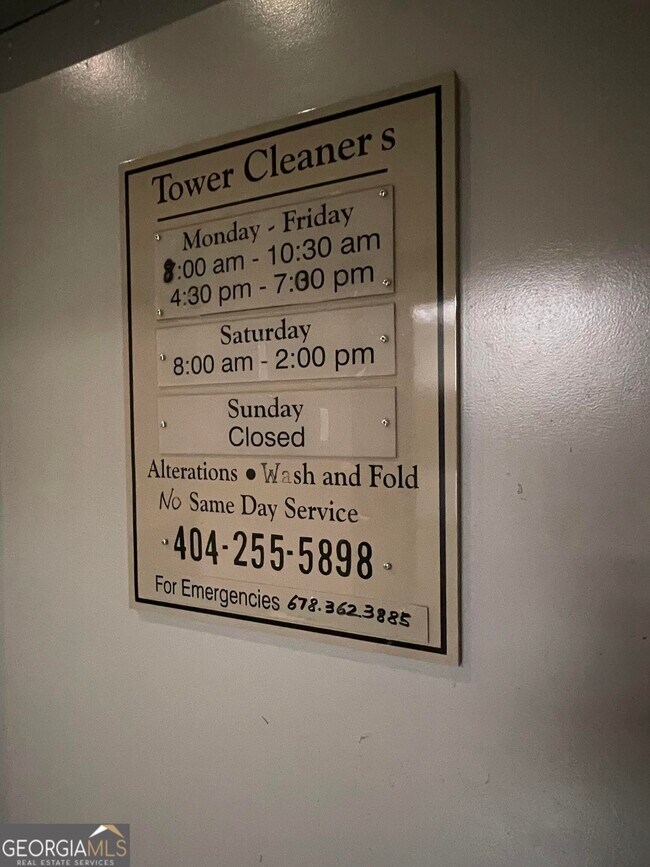 Tower Cleaners
Monday - Friday
8:00 am - 10:30 am
4:30 pm - 7:00 pm
Saturday
8:00 am - 2:00 pm
Sunday
Closed
Alterations • Wash and Fold
No Same Day Service
404-255-5898
For Emergencies 678.362.3885
GEORGIAMLS
REAL ESTATE SERVICES